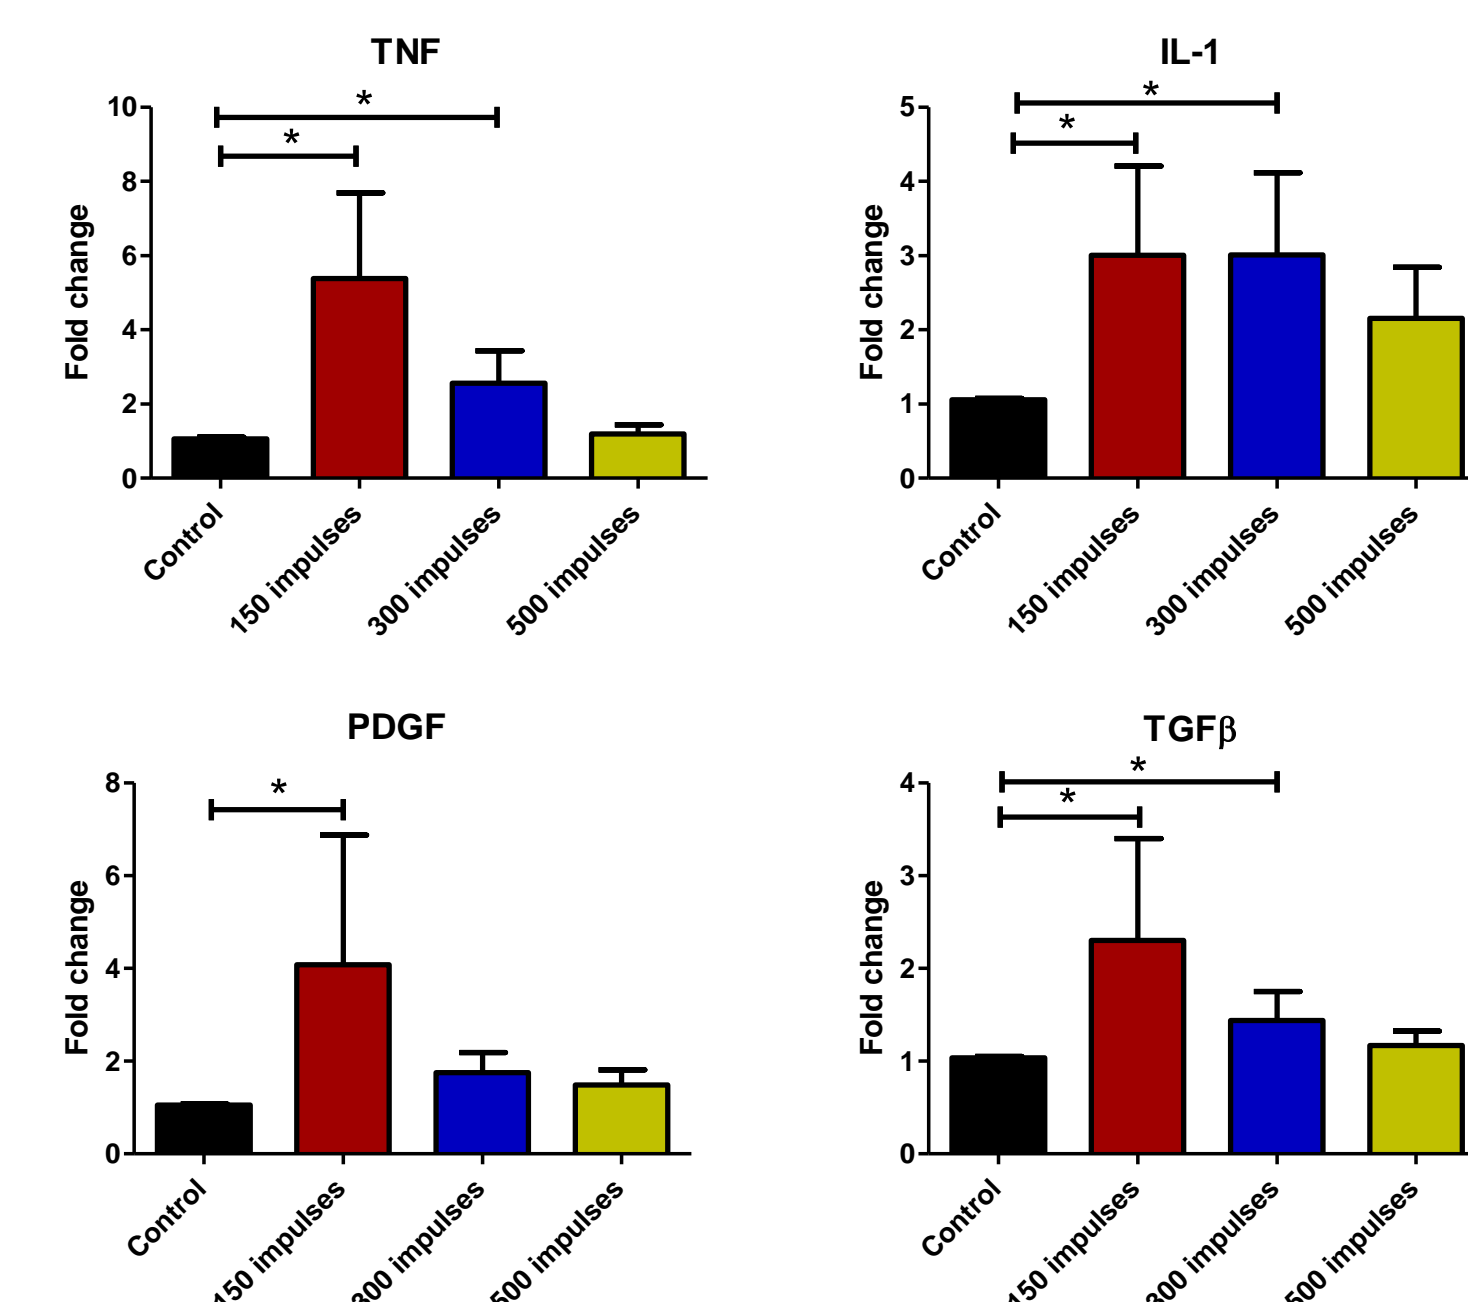 TNF
*
*
10
8
6
4
2
0
Fold change
Control
150 impulses
300 impulses
500 impulses
IL-1
*
*
5
4
3
2
1
0
Fold change
Control
150 impulses
300 impulses
500 impulses
PDGF
*
8
6
4
2
0
Fold change
Control
150 impulses
300 impulses
500 impulses
TGFβ
*
*
4
3
2
1
0
Fold change
Control
150 impulses
300 impulses
500 impulses